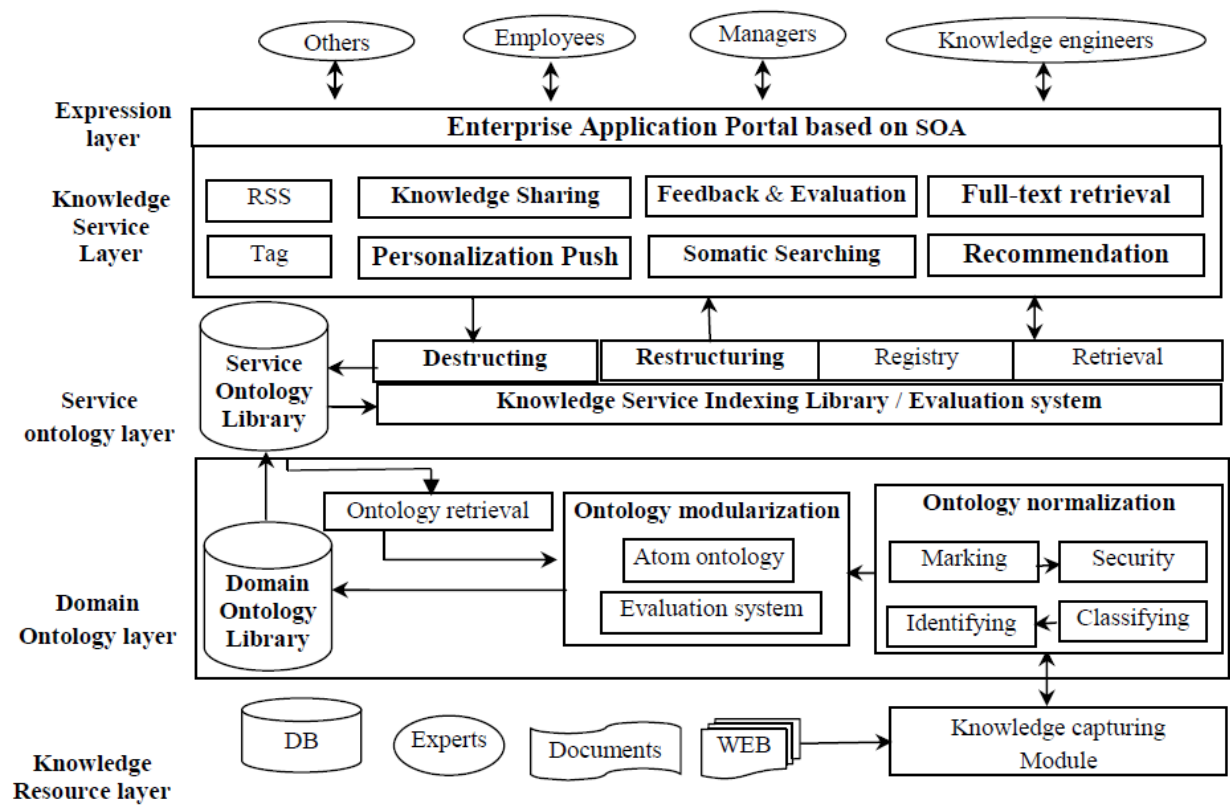 Others
Employees
Managers
Knowledge engineers
Expression
layer
Enterprise Application Portal based on SOA
Knowledge
Service
Layer
RSS
Knowledge Sharing
Feedback & Evaluation
Full-text retrieval
Tag
Personalization Push
Somatic Searching
Recommendation
Service
Ontology
Library
Destructing
Restructuring
Registry
Retrieval
Knowledge Service Indexing Library / Evaluation system
Service
ontology layer
Ontology retrieval
Ontology modularization
Atom ontology
Evaluation system
Ontology normalization
Marking
Security
Identifying
Classifying
Domain
Ontology
Library
Domain
Ontology layer
DB
Experts
Documents
WEB
Knowledge capturing
Module
Knowledge
Resource layer